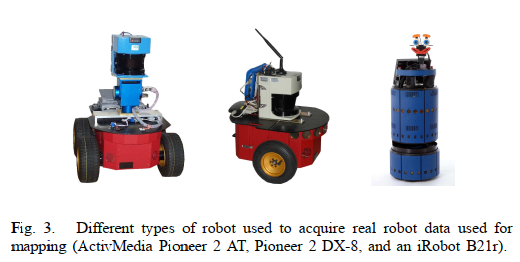 Fig. 3. Different types of robot used to acquire real robot data used for
mapping (ActivMedia Pioneer 2 AT, Pioneer 2 DX-8, and an iRobot B21r).